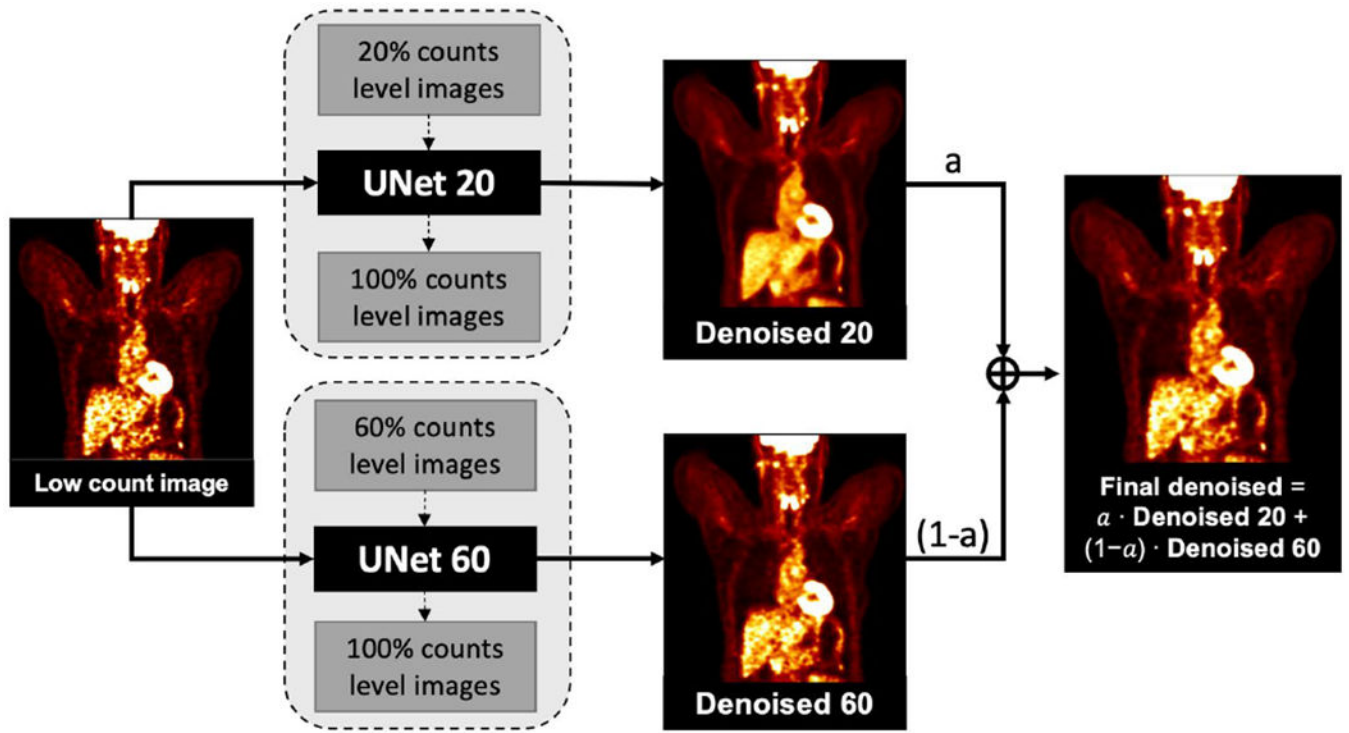 Low count image
20% counts
level images
UNet 20
100% counts
level images
60% counts
level images
UNet 60
100% counts
level images
Denoised 20
Denoised 60
a
(1-a)
Final denoised =
a · Denoised 20 +
(1−a) · Denoised 60